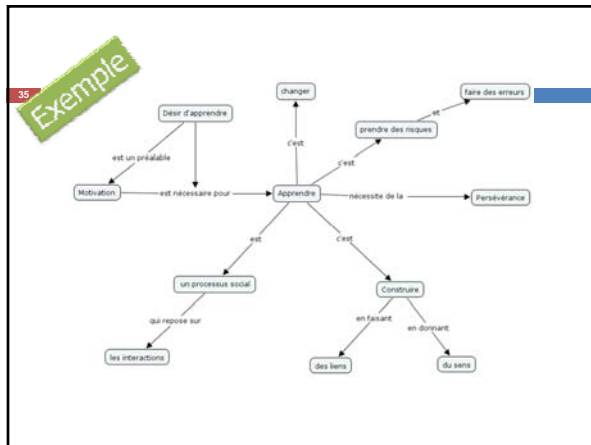 Exemple
35
changer
faire des erreurs
Désir d'apprendre
et
prendre des risques
c'est
est un préalable
c'est
Motivation
est nécessaire pour
Apprendre
nécessite de la
Persévérance
est
c'est
un processus social
Construire
qui repose sur
en faisant
en donnant
les interactions
des liens
du sens